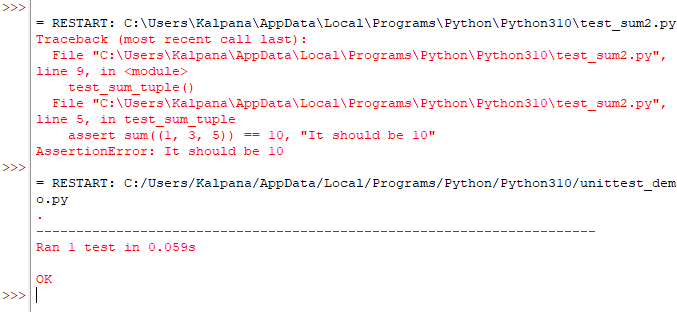 >>>
= RESTART: C:\Users\Kalpana\AppData\Local\Programs\Python\Python310\test_sum2.py
Traceback (most recent call last):
  File "C:\Users\Kalpana\AppData\Local\Programs\Python\Python310\test_sum2.py",
line 9, in <module>
    test_sum_tuple()
  File "C:\Users\Kalpana\AppData\Local\Programs\Python\Python310\test_sum2.py",
line 5, in test_sum_tuple
    assert sum((1, 3, 5)) == 10, "It should be 10"
AssertionError: It should be 10
>>>
= RESTART: C:/Users/Kalpana/AppData/Local/Programs/Python/Python310/unittest_dem
o.py
.
----------------------------------------------------------------------
Ran 1 test in 0.059s

OK
>>>